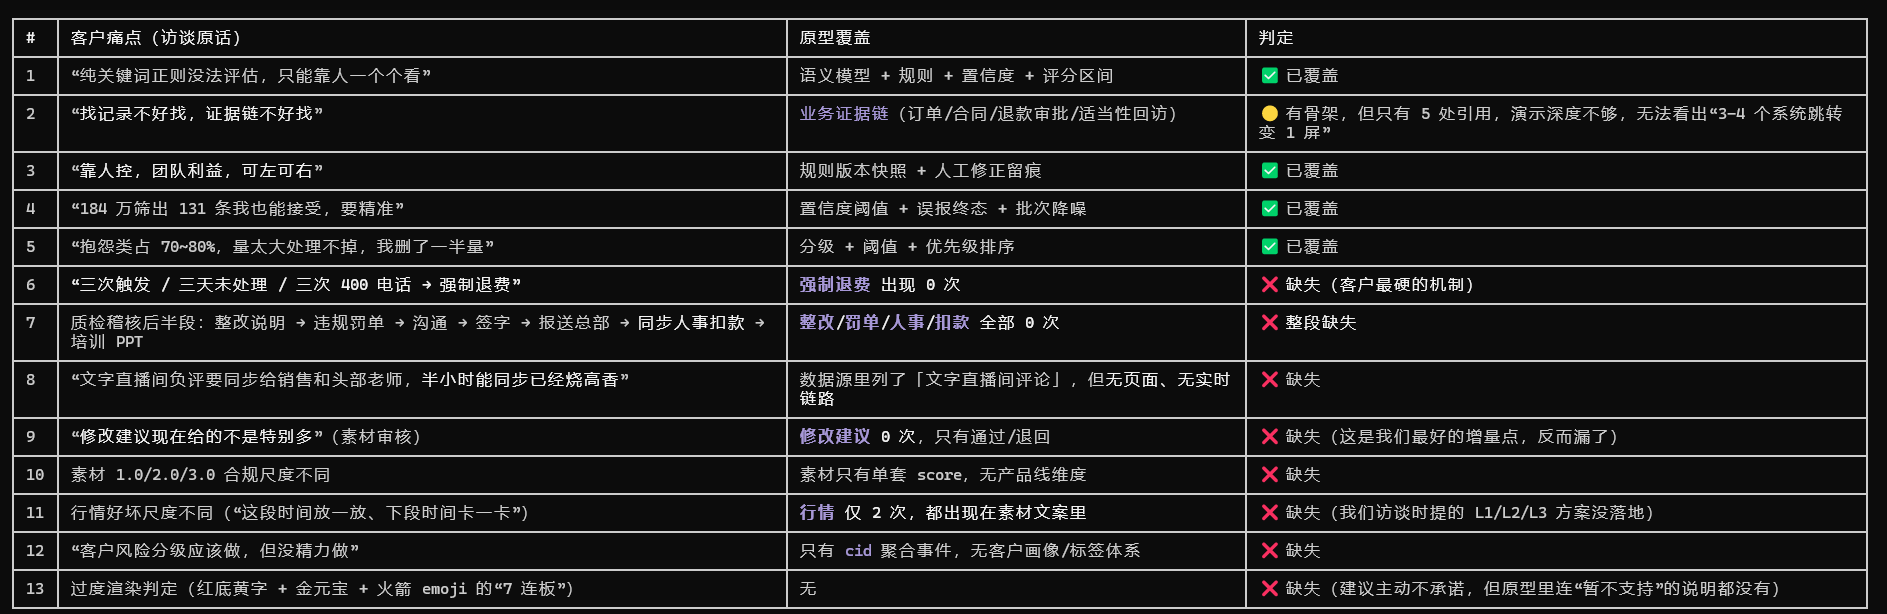 # 客户痛点（访谈原话） 原型覆盖 判定
1 “纯关键词正则没法评估，只能靠人一个个看” 语义模型 + 规则 + 置信度 + 评分区间 ✅ 已覆盖
2 “找记录不好找，证据链不好找” 业务证据链（订单/合同/退款审批/适当性回访） 🟡 有骨架，但只有 5 处引用，演示深度不够，无法看出“3-4 个系统跳转
变 1 屏”
3 “靠人控，团队利益，可左可右” 规则版本快照 + 人工修正留痕 ✅ 已覆盖
4 “184 万筛出 131 条我也能接受，要精准” 置信度阈值 + 误报终态 + 批次降噪 ✅ 已覆盖
5 “抱怨类占 70~80%，量太大处理不掉，我删了一半量” 分级 + 阈值 + 优先级排序 ✅ 已覆盖
6 “三次触发 / 三天未处理 / 三次 400 电话 → 强制退费” 强制退费 出现 0 次 ❌ 缺失（客户最硬的机制）
7 质检稽核后半段：整改说明 → 违规罚单 → 沟通 → 签字 → 报送总部 → 同步人事扣款 → 整改/罚单/人事/扣款 全部 0 次 ❌ 整段缺失
培训 PPT
8 “文字直播间负评要同步给销售和头部老师，半小时能同步已经烧高香” 数据源里列了「文字直播间评论」，但无页面、无实时 ❌ 缺失
链路
9 “修改建议现在给的不是特别多”（素材审核） 修改建议 0 次，只有通过/退回 ❌ 缺失（这是我们最好的增量点，反而漏了）
10 素材 1.0/2.0/3.0 合规尺度不同 素材只有单套 score，无产品线维度 ❌ 缺失
11 行情好坏尺度不同（“这段时间放一放、下段时间卡一卡”） 行情 仅 2 次，都出现在素材文案里 ❌ 缺失（我们访谈时提的 L1/L2/L3 方案没落地）
12 “客户风险分级应该做，但没精力做” 只有 cid 聚合事件，无客户画像/标签体系 ❌ 缺失
13 过度渲染判定（红底黄字 + 金元宝 + 火箭 emoji 的“7 连板”） 无 ❌ 缺失（建议主动不承诺，但原型里连“暂不支持”的说明都没有）